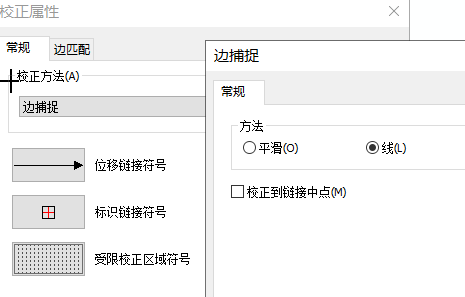 校正属性
常规
边匹配
校正方法(A)
边捕捉
位移链接符号
标识链接符号
受限校正区域符号
边捕捉
常规
方法
平滑(O)
线(L)
校正到链接中点(M)